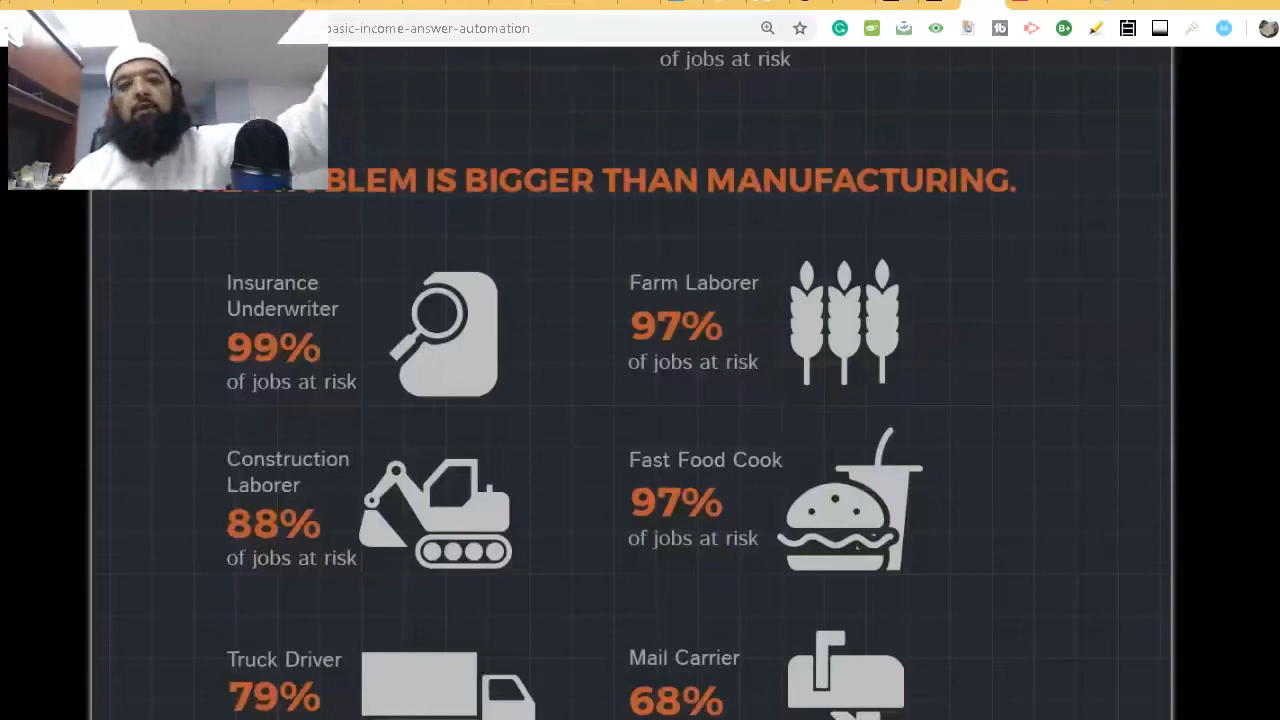 basic-income-answer-automation
of jobs at risk
BLEM IS BIGGER THAN MANUFACTURING.
Insurance
Underwriter
99%
of jobs at risk
Farm Laborer
97%
of jobs at risk
Construction
Laborer
88%
of jobs at risk
Fast Food Cook
97%
of jobs at risk
Truck Driver
79%
Mail Carrier
68%